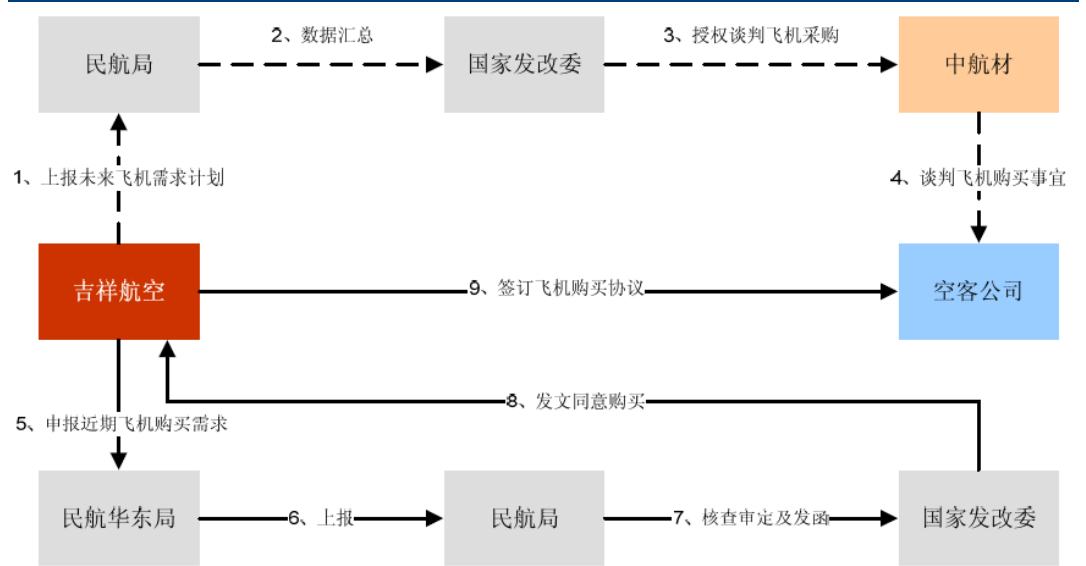 2、数据汇总
3、授权谈判飞机采购
民航局
国家发改委
中航材
1、上报未来飞机需求计划
4、谈判飞机购买事宜
吉祥航空
9、签订飞机购买协议
空客公司
8、发文同意购买
5、申报近期飞机购买需求
民航华东局
6、上报
民航局
7、核查审定及发函
国家发改委